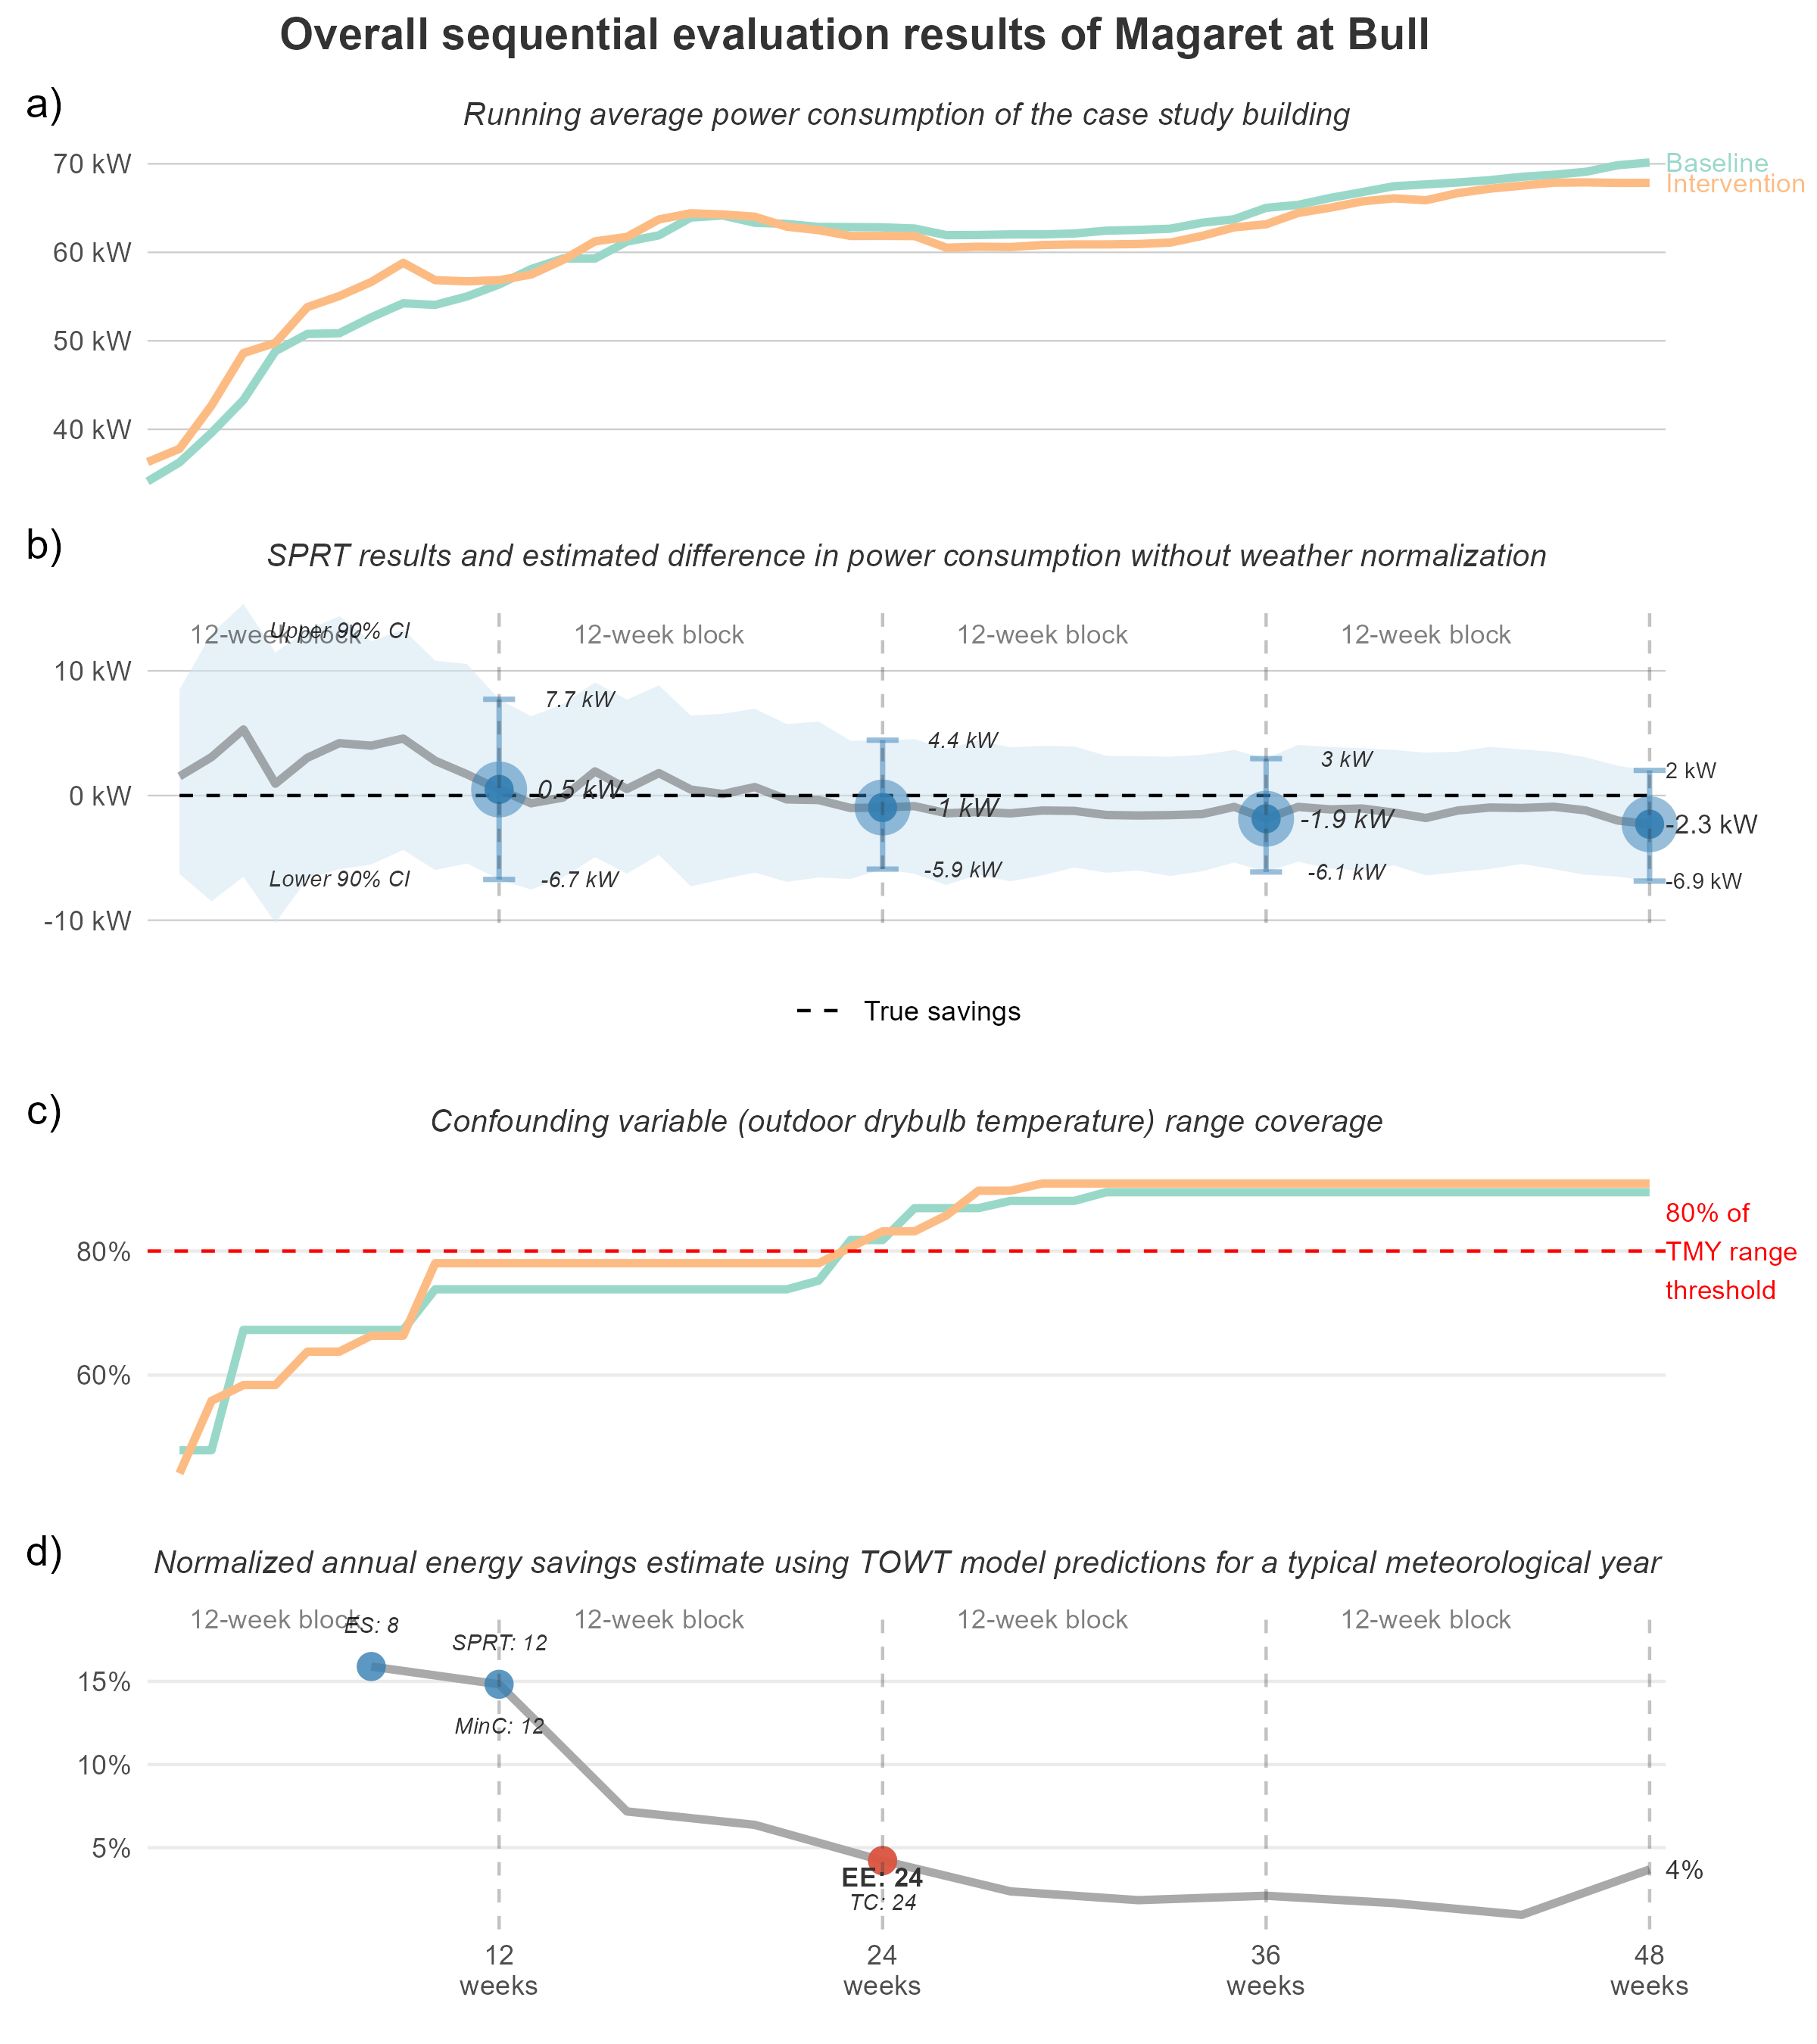 Overall sequential evaluation results of Magaret at Bull
a)
Running average power consumption of the case study building
70 kW
60 kW
50 kW
40 kW
Baseline
Intervention
b)
SPRT results and estimated difference in power consumption without weather normalization
12-week block
12-week block
12-week block
12-week block
Upper 90% CI
Lower 90% CI
10 kW
0 kW
-10 kW
7.7 kW
0.5 kW
-6.7 kW
4.4 kW
-1 kW
-5.9 kW
3 kW
-1.9 kW
-6.1 kW
2 kW
-2.3 kW
-6.9 kW
True savings
c)
Confounding variable (outdoor drybulb temperature) range coverage
80%
60%
80% of
TMY range
threshold
d)
Normalized annual energy savings estimate using TOWT model predictions for a typical meteorological year
12-week block
12-week block
12-week block
12-week block
ES: 8
SPRT: 12
MinC: 12
15%
10%
5%
EE: 24
TC: 24
4%
12
weeks
24
weeks
36
weeks
48
weeks